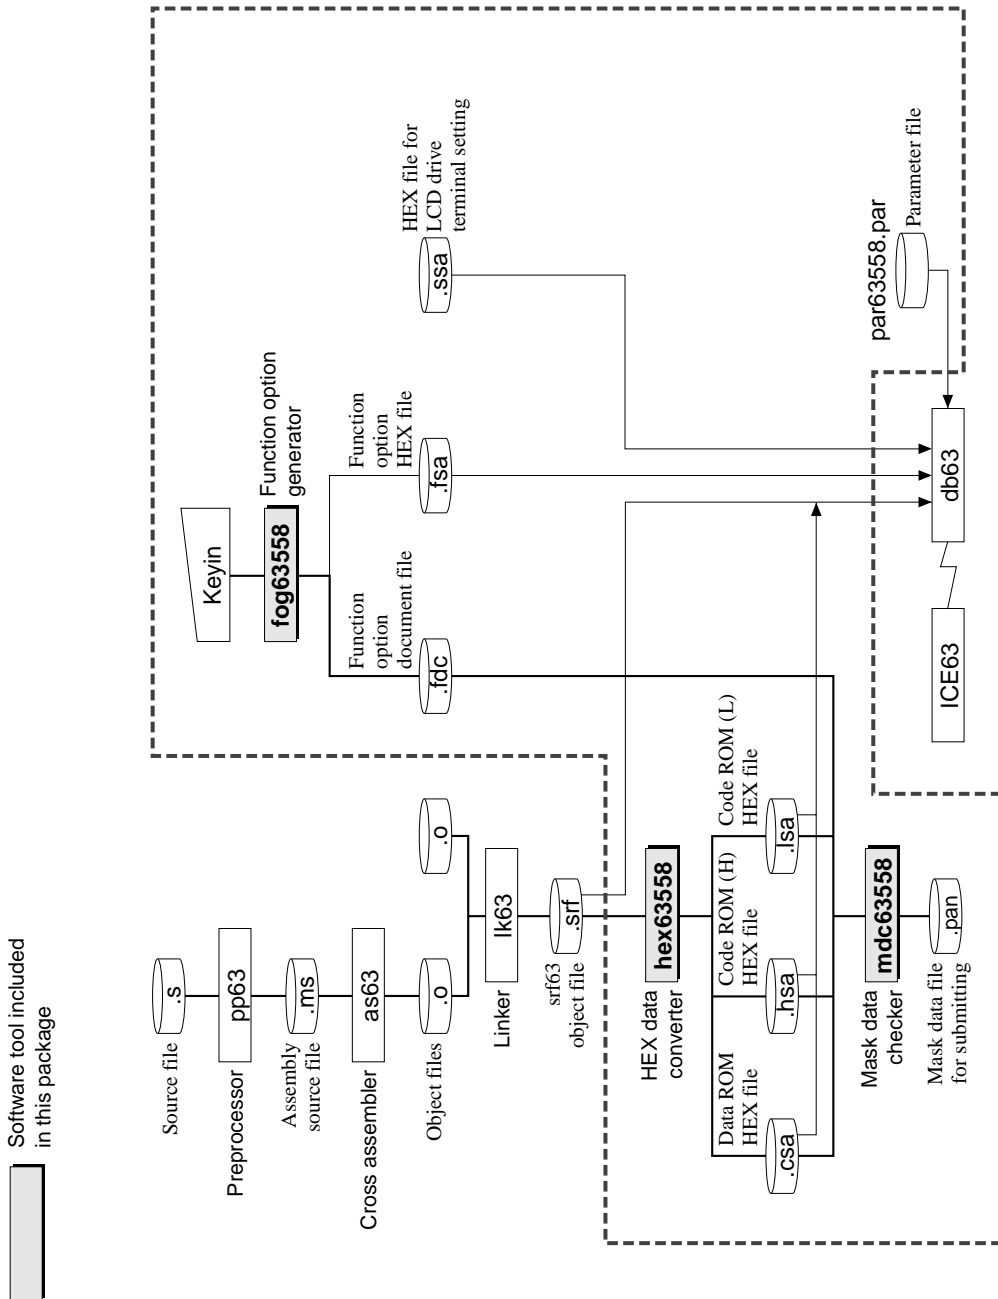 Software tool included
in this package
Source file
.s
Preprocessor
pp63
Assembly
source file
.ms
Cross assembler
as63
Object files
.o
.o
Linker
lk63
srf63
object file
.srf
HEX data
converter
hex63558
Data ROM
HEX file
Code ROM (H)
HEX file
Code ROM (L)
HEX file
.csa
.hsa
.lsa
Mask data
checker
mdc63558
Mask data file
for submitting
.pan
Keyin
fog63558
Function option
generator
Function
option
document file
.fdc
Function
option
HEX file
.fsa
HEX file for
LCD drive
terminal setting
.ssa
par63558.par
Parameter file
db63
ICE63